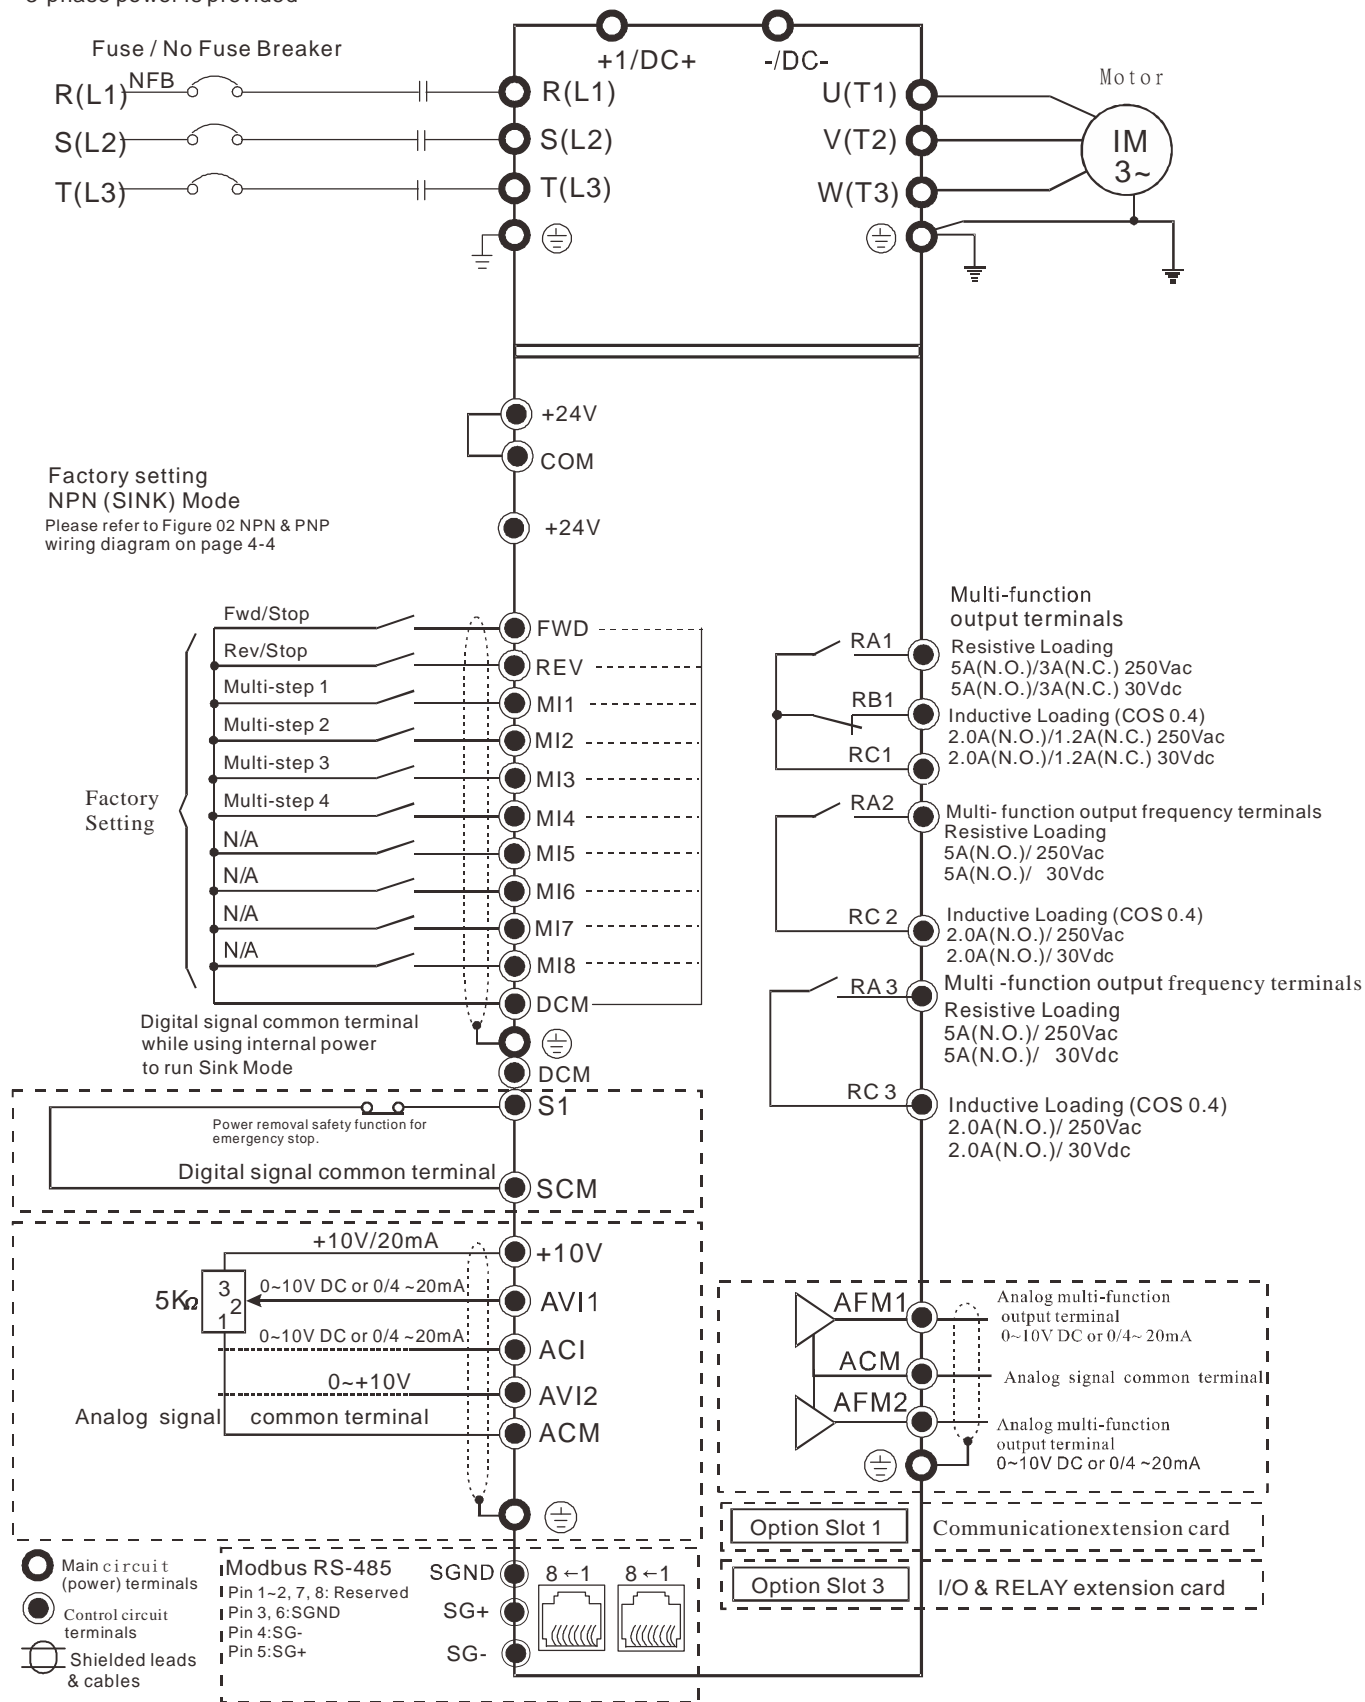 Fuse / No Fuse Breaker
+1/DC+
-/DC-
NFB
R(L1)
R(L1)
U(T1)
Motor
S(L2)
S(L2)
V(T2)
IM
3~
T(L3)
T(L3)
W(T3)
+24V
COM
Factory setting
NPN (SINK) Mode
Please refer to Figure 02 NPN & PNP
wiring diagram on page 4-4
+24V
Fwd/Stop
FWD
Rev/Stop
REV
Multi-step 1
MI1
Multi-step 2
MI2
Multi-step 3
MI3
Multi-step 4
MI4
Factory
Setting
N/A
MI5
N/A
MI6
N/A
MI7
N/A
MI8
DCM
Digital signal common terminal
while using internal power
to run Sink Mode
DCM
Multi-function
output terminals
RA1
Resistive Loading
5A(N.O.)/3A(N.C.) 250Vac
5A(N.O.)/3A(N.C.) 30Vdc
RB1
Inductive Loading (COS 0.4)
2.0A(N.O.)/1.2A(N.C.) 250Vac
2.0A(N.O.)/1.2A(N.C.) 30Vdc
RC1
RA2
Multi- function output frequency terminals
Resistive Loading
5A(N.O.)/ 250Vac
5A(N.O.)/ 30Vdc
RC 2
Inductive Loading (COS 0.4)
2.0A(N.O.)/ 250Vac
2.0A(N.O.)/ 30Vdc
RA 3
Multi -function output frequency terminals
Resistive Loading
5A(N.O.)/ 250Vac
5A(N.O.)/ 30Vdc
RC 3
Inductive Loading (COS 0.4)
2.0A(N.O.)/ 250Vac
2.0A(N.O.)/ 30Vdc
S1
Power removal safety function for
emergency stop.
Digital signal common terminal
SCM
+10V/20mA
+10V
5KΩ
3
2
1
0~10V DC or 0/4 ~20mA
AVI1
0~10V DC or 0/4 ~20mA
ACI
0~+10V
AVI2
Analog signal common terminal
ACM
AFM1
Analog multi-function
output terminal
0~10V DC or 0/4~ 20mA
ACM
Analog signal common terminal
AFM2
Analog multi-function
output terminal
0~10V DC or 0/4 ~20mA
Option Slot 1
Communicationextension card
Option Slot 3
I/O & RELAY extension card
Main circuit
(power) terminals
Control circuit
terminals
Shielded leads
& cables
Modbus RS-485
Pin 1~2, 7, 8: Reserved
Pin 3, 6:SGND
Pin 4:SG-
Pin 5:SG+
SGND
SG+
SG-
8←1
8←1